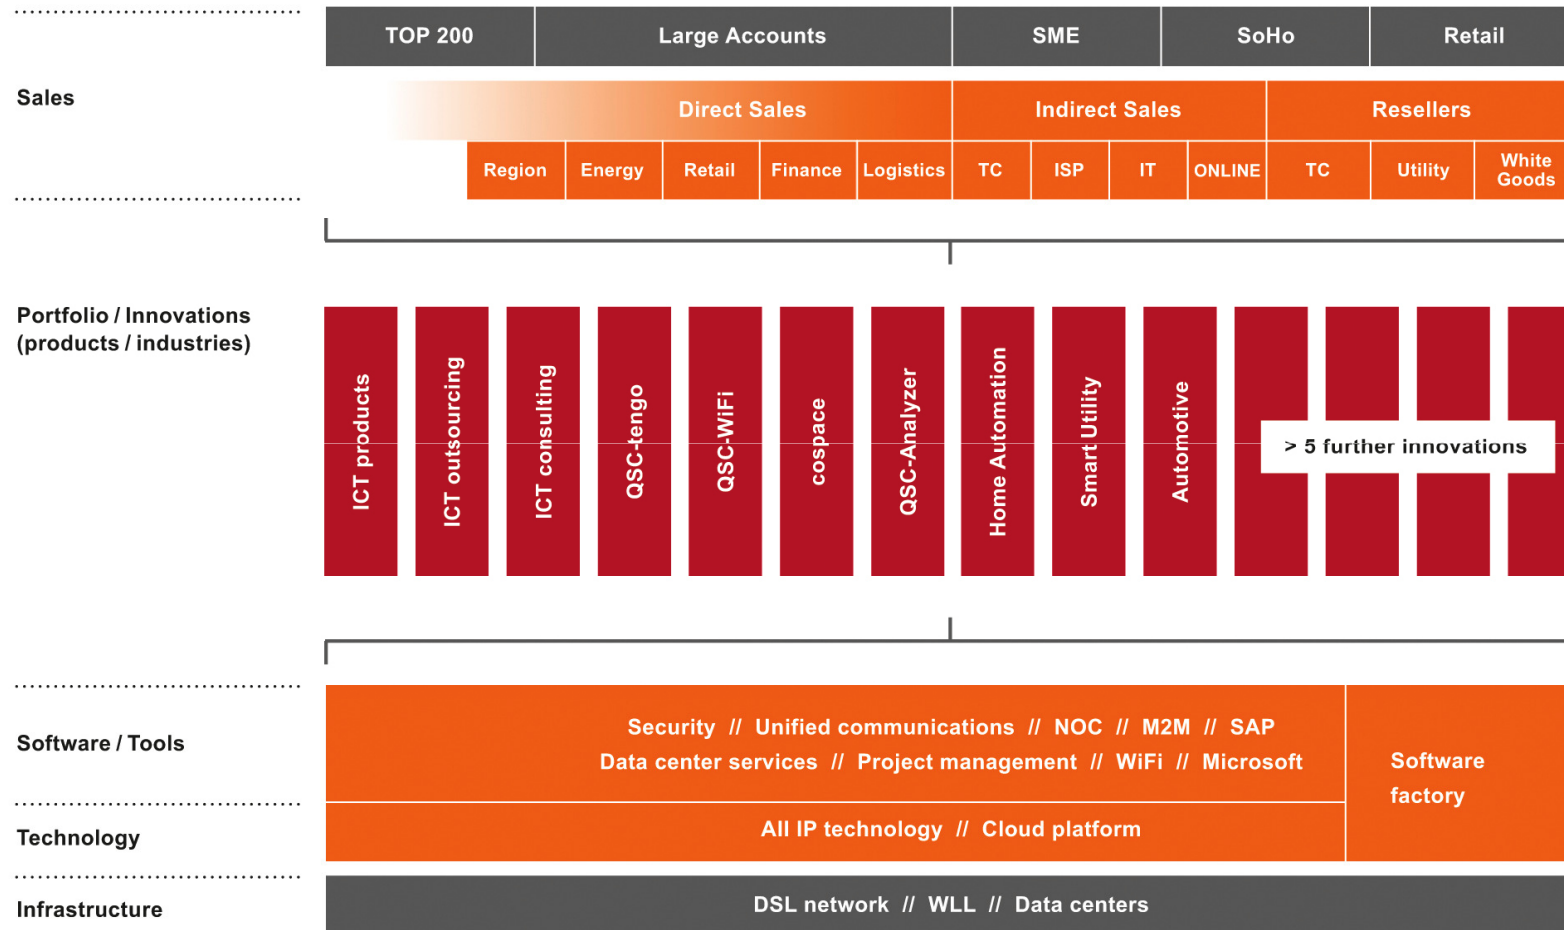 TOP 200
Large Accounts
SME
SoHo
Retail
Sales
Direct Sales
Indirect Sales
Resellers
Region
Energy
Retail
Finance
Logistics
TC
ISP
IT
ONLINE
TC
Utility
White
Goods
Portfolio / Innovations
(products / industries)
ICT products
ICT outsourcing
ICT consulting
QSC-tengo
QSC-WiFi
cospace
QSC-Analyzer
Home Automation
Smart Utility
Automotive
> 5 further innovations
Software / Tools
Security // Unified communications // NOC // M2M // SAP
Data center services // Project management // WiFi // Microsoft
Software
factory
Technology
All IP technology // Cloud platform
Infrastructure
DSL network // WLL // Data centers